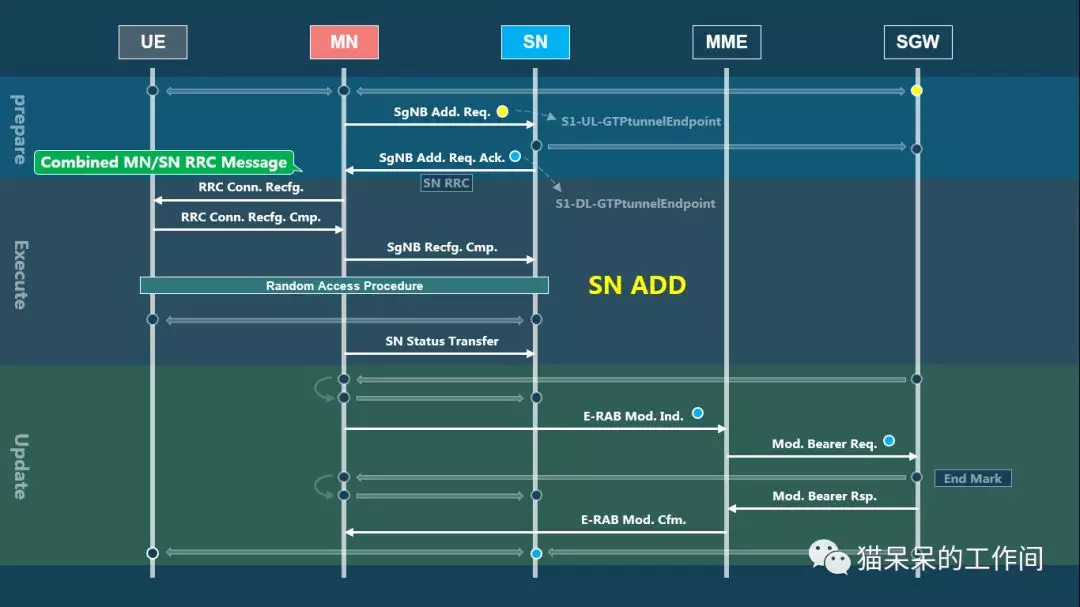 UE
MN
SN
MME
SGW
prepare
SgNB Add. Req.
S1-UL-GTPtunnelEndpoint
Combined MN/SN RRC Message
SgNB Add. Req. Ack.
SN RRC
RRC Conn. Recfg.
S1-DL-GTPtunnelEndpoint
RRC Conn. Recfg. Cmp.
Execute
SgNB Recfg. Cmp.
Random Access Procedure
SN ADD
SN Status Transfer
Update
E-RAB Mod. Ind.
Mod. Bearer Req.
End Mark
Mod. Bearer Rsp.
E-RAB Mod. Cfm.
猫呆呆的工作间